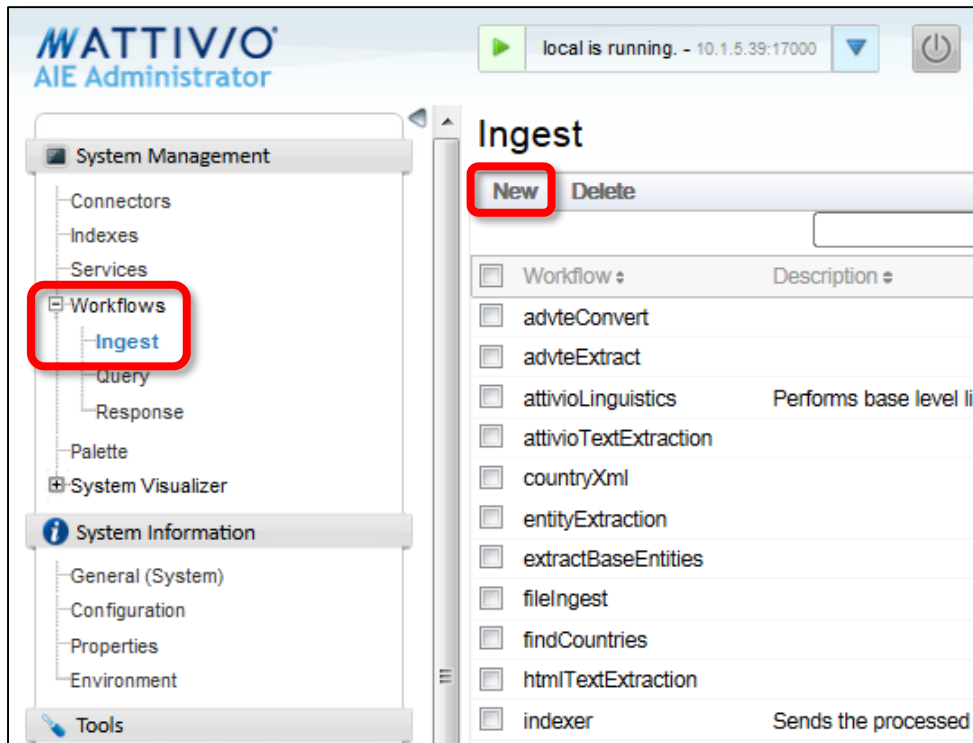 ATTIVIO
AIE Administrator
local is running. - 10.1.5.39:17000
System Management
Connectors
Indexes
Services
Workflows
Ingest
Query
Response
Palette
System Visualizer
System Information
General (System)
Configuration
Properties
Environment
Tools
Ingest
New Delete
Workflow Description
advteConvert
advteExtract
attivioLinguistics Performs base level li
attivioTextExtraction
countryXml
entityExtraction
extractBaseEntities
fileIngest
findCountries
htmlTextExtraction
indexer Sends the processed